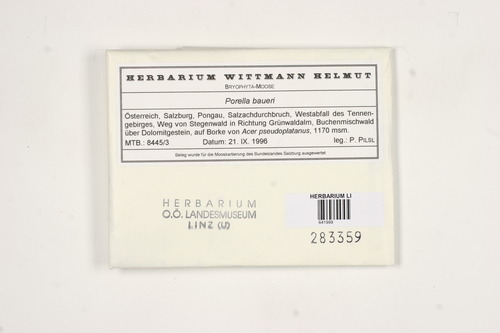 HERBARIUM WITTMANN HELMUT
BRYOPHYTA-MOOSE
Porella baueri
Österreich, Salzburg, Pongau, Salzachdurchbruch, Westabfall des Tennen-
gebirges, Weg von Stegenwald in Richtung Grünwaldalm, Buchenmischwald
über Dolomitgestein, auf Borke von Acer pseudoplatanus, 1170 msm.
MTB.: 8445/3 Datum: 21. IX. 1996 leg.: P. PILSL
Beleg wurde für die Mooskartierung des Bundeslandes Salzburg ausgewertet.
HERBARIUM
O.Ö. LANDESMUSEUM
LINZ (U)
HERBARIUM LI
283359